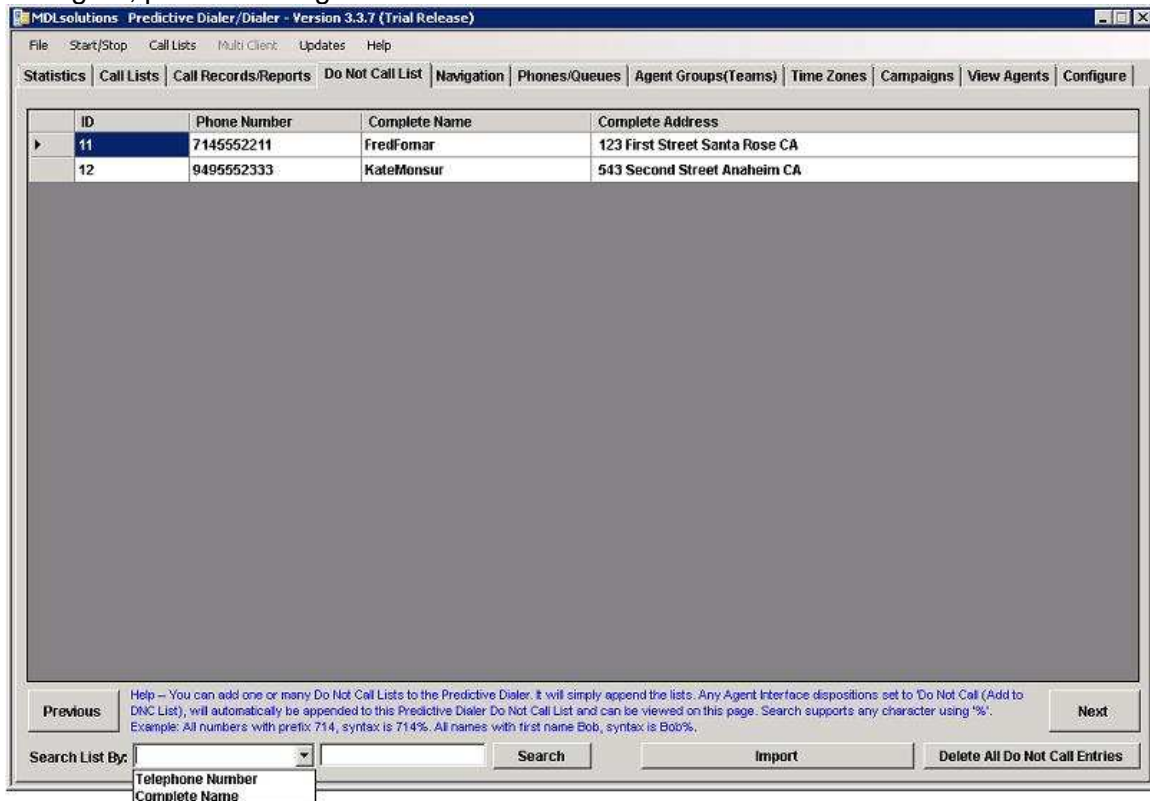 MDLsolutions Predictive Dialer/Dialer - Version 3.3.7 (Trial Release)
File Start/Stop Call Lists Multi Client Updates Help
Statistics Call Lists Call Records/Reports Do Not Call List Navigation Phones/Queues Agent Groups(Teams) Time Zones Campaigns View Agents Configure
ID Phone Number Complete Name Complete Address
11 7145552211 FredFomar 123 First Street Santa Rose CA
12 9495552333 KateMonsur 543 Second Street Anaheim CA
Help -- You can add one or many Do Not Call Lists to the Predictive Dialer. It will simply append the lists. Any Agent Interface dispositions set to 'Do Not Call (Add to
Previous DNC List), will automatically be appended to this Predictive Dialer Do Not Call List and can be viewed on this page. Search supports any character using '%'. Next
Example: All numbers with prefix 714, syntax is 714%. All names with first name Bob, syntax is Bob%.
Search List By: Search Import Delete All Do Not Call Entries
Telephone Number
Complete Name